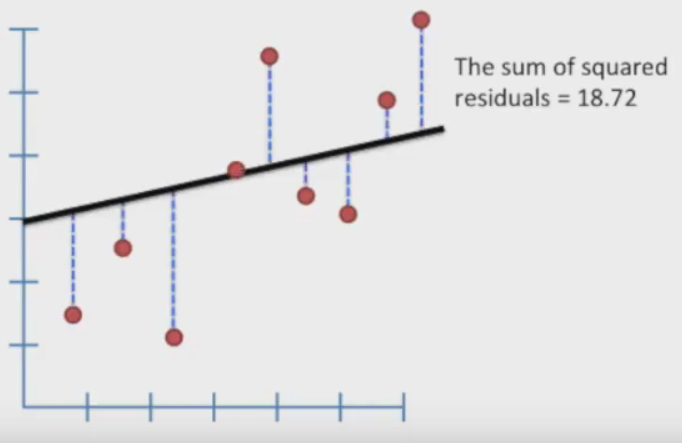 The sum of squared
residuals = 18.72